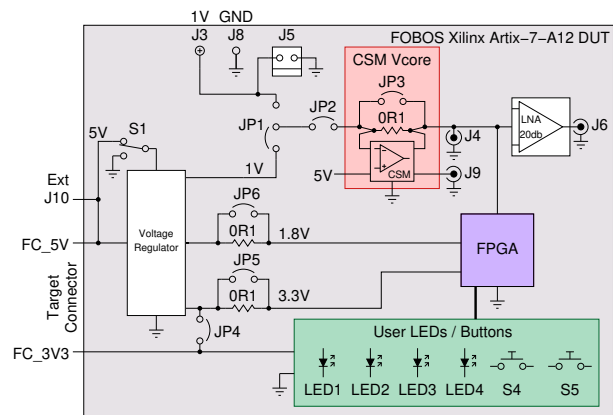 1V GND
J3 J8 J5
FOBOS Xilinx Artix-7-A12 DUT
CSM Vcore
JP3
JP2
0R1
LNA
20db
J6
JP1
J4
S1
5V
1V
5V
CSM
J9
Ext
J10
JP6
Voltage
Regulator
0R1
1.8V
FPGA
FC_5V
Target
Connector
JP5
0R1
3.3V
JP4
User LEDs / Buttons
FC_3V3
LED1 LED2 LED3 LED4 S4 S5